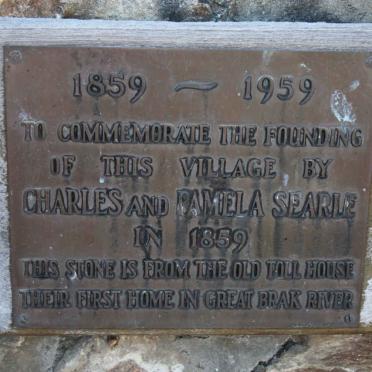 1859 ~ 1959
TO COMMEMORATE THE FOUNDING
OF THIS VILLAGE BY
CHARLES AND PAMELA SEARLE
IN 1859
THIS STONE IS FROM THE OLD TOLL HOUSE
THEIR FIRST HOME IN GREAT BRAK RIVER